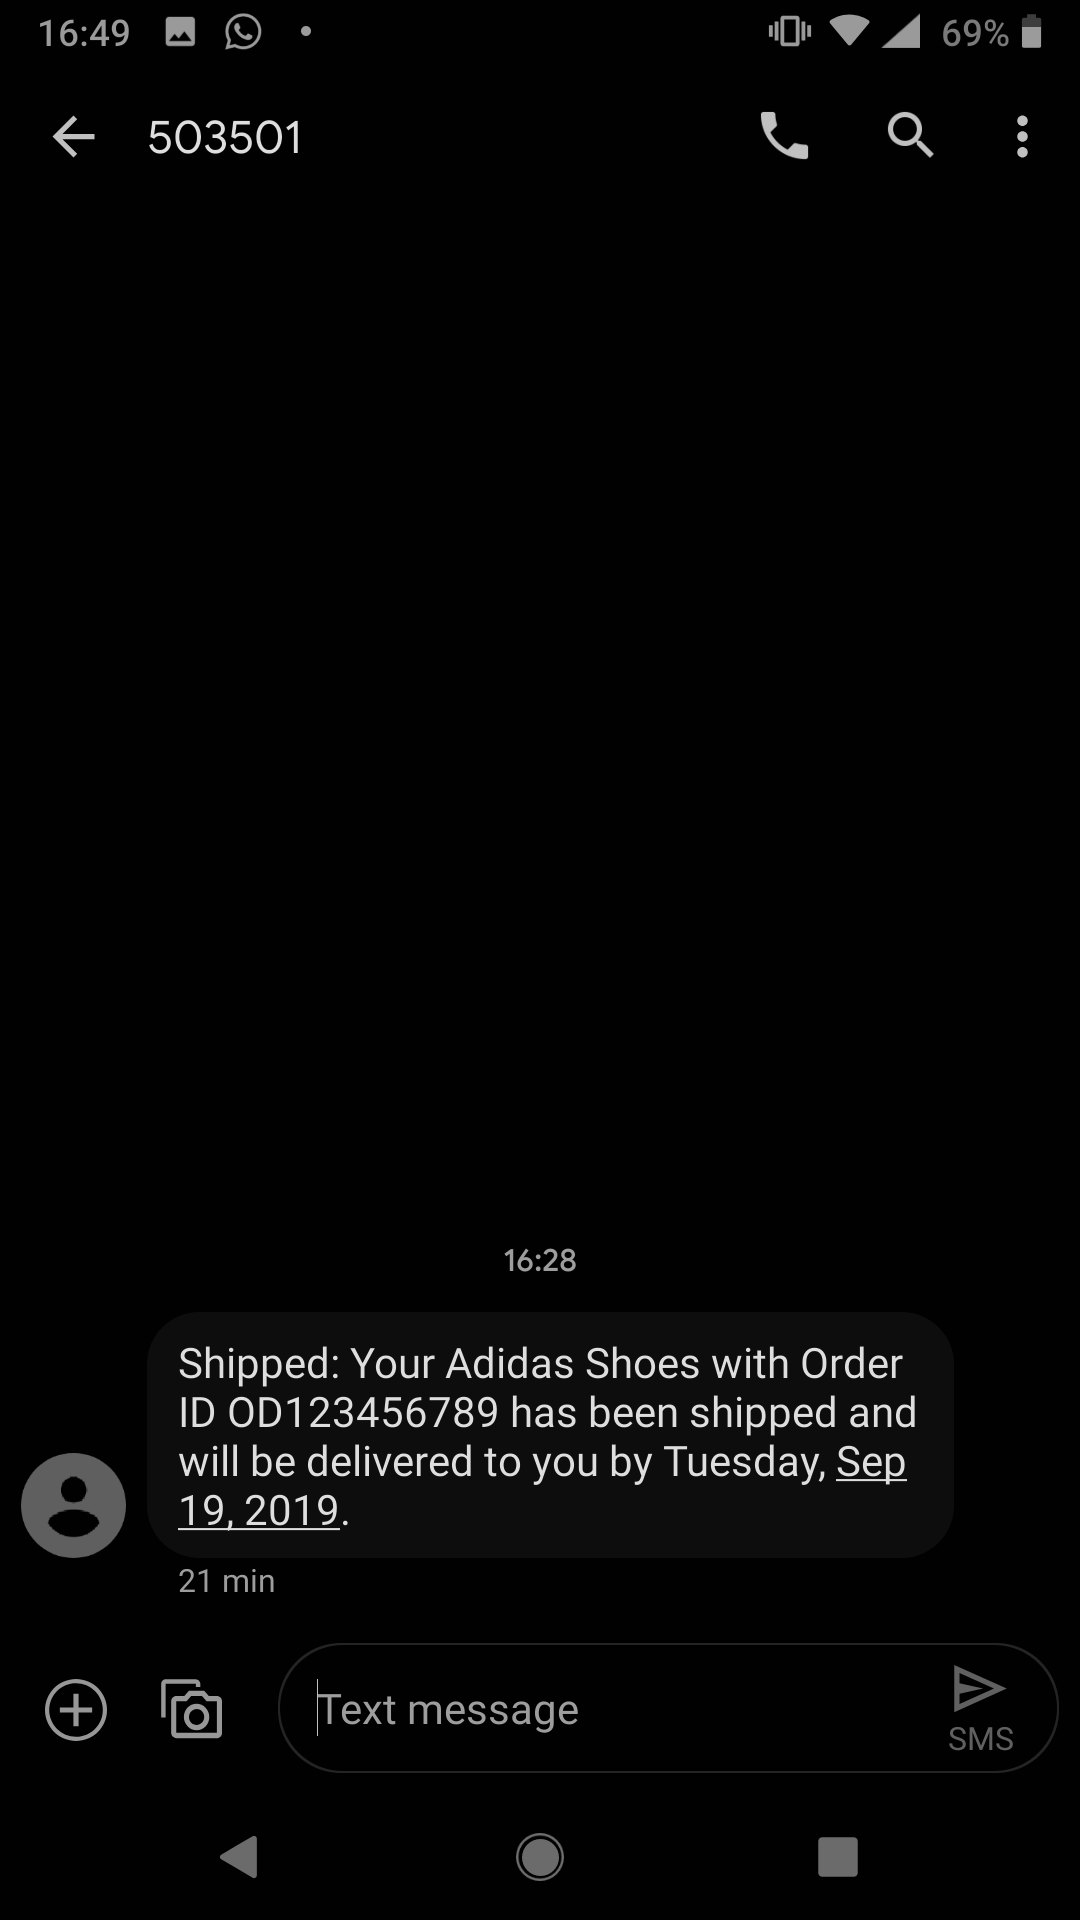 16:49
69%
503501
16:28
Shipped: Your Adidas Shoes with Order
ID OD123456789 has been shipped and
will be delivered to you by Tuesday, Sep
19, 2019.
21 min
Text message
SMS